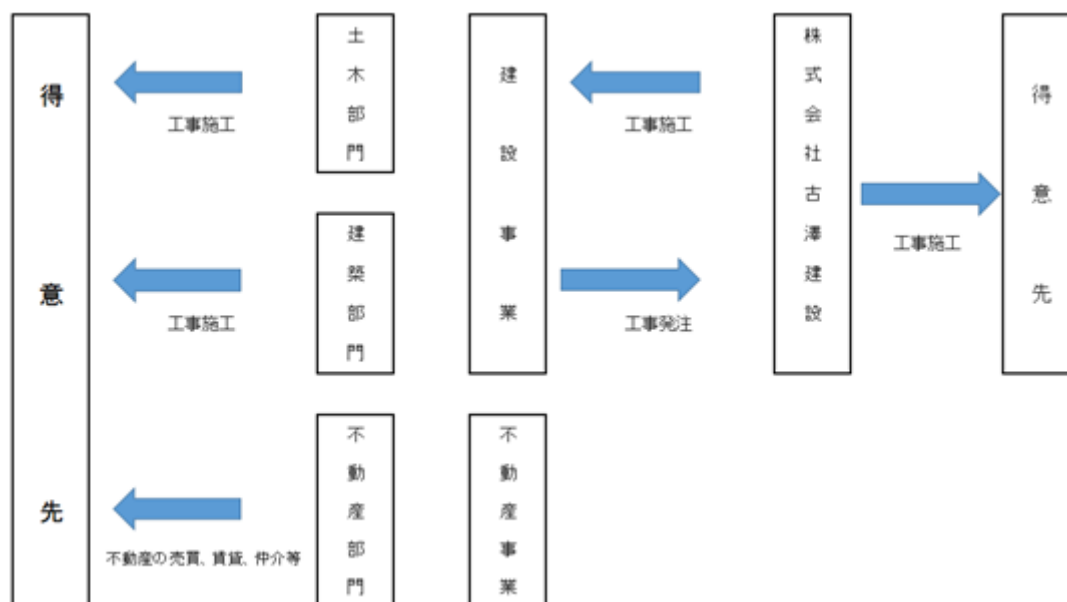 得意先
工事施工
工事施工
不動産の売買、賃貸、仲介等
土木部門
建築部門
不動産部門
建設事業
不動産事業
工事施工
工事発注
株式会社古澤建設
工事施工
得意先